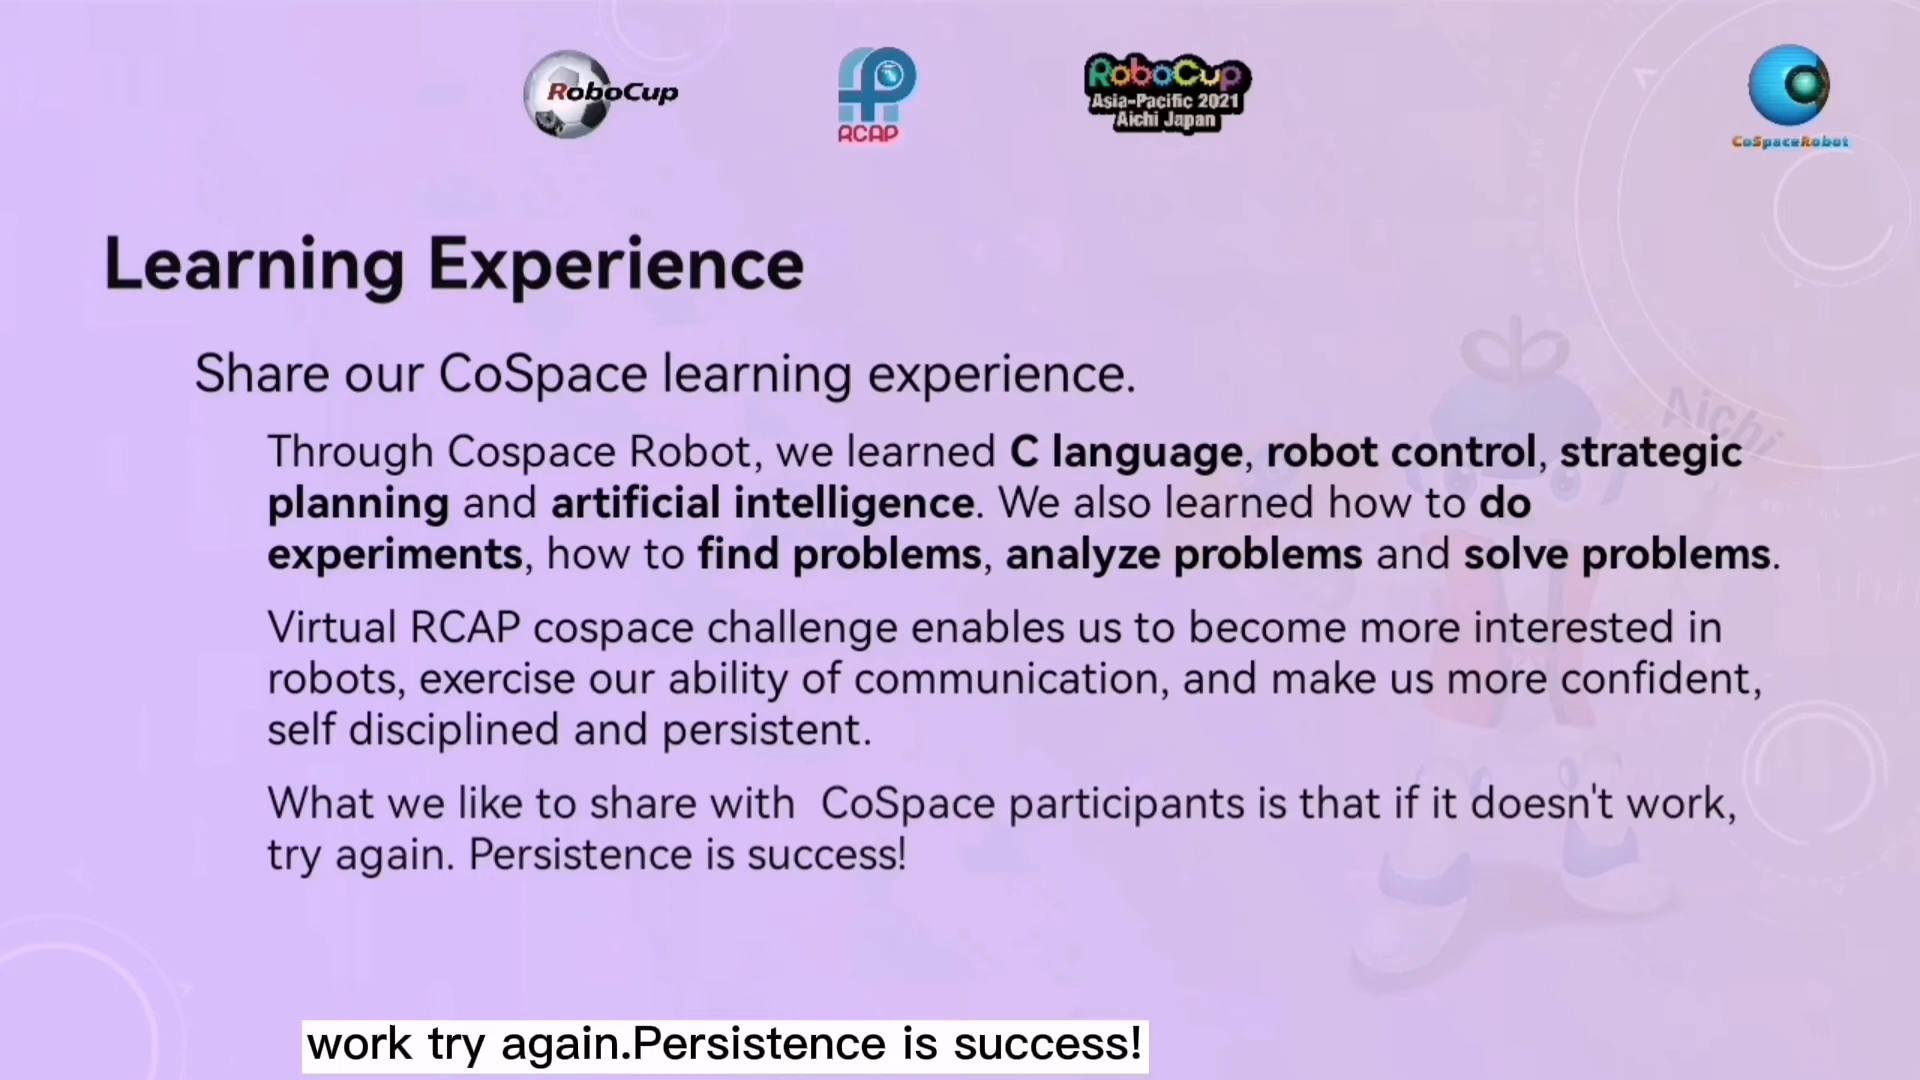 RoboCup
RCAP
RoboCup
Asia-Pacific 2021
Aichi Japan
CoSpaceRobot
Learning Experience
Share our CoSpace learning experience.
Aichi
Through Cospace Robot, we learned C language, robot control, strategic
planning and artificial intelligence. We also learned how to do
experiments, how to find problems, analyze problems and solve problems.
Virtual RCAP cospace challenge enables us to become more interested in
robots, exercise our ability of communication, and make us more confident,
self disciplined and persistent.
What we like to share with  CoSpace participants is that if it doesn't work,
try again. Persistence is success!
work try again.Persistence is success!